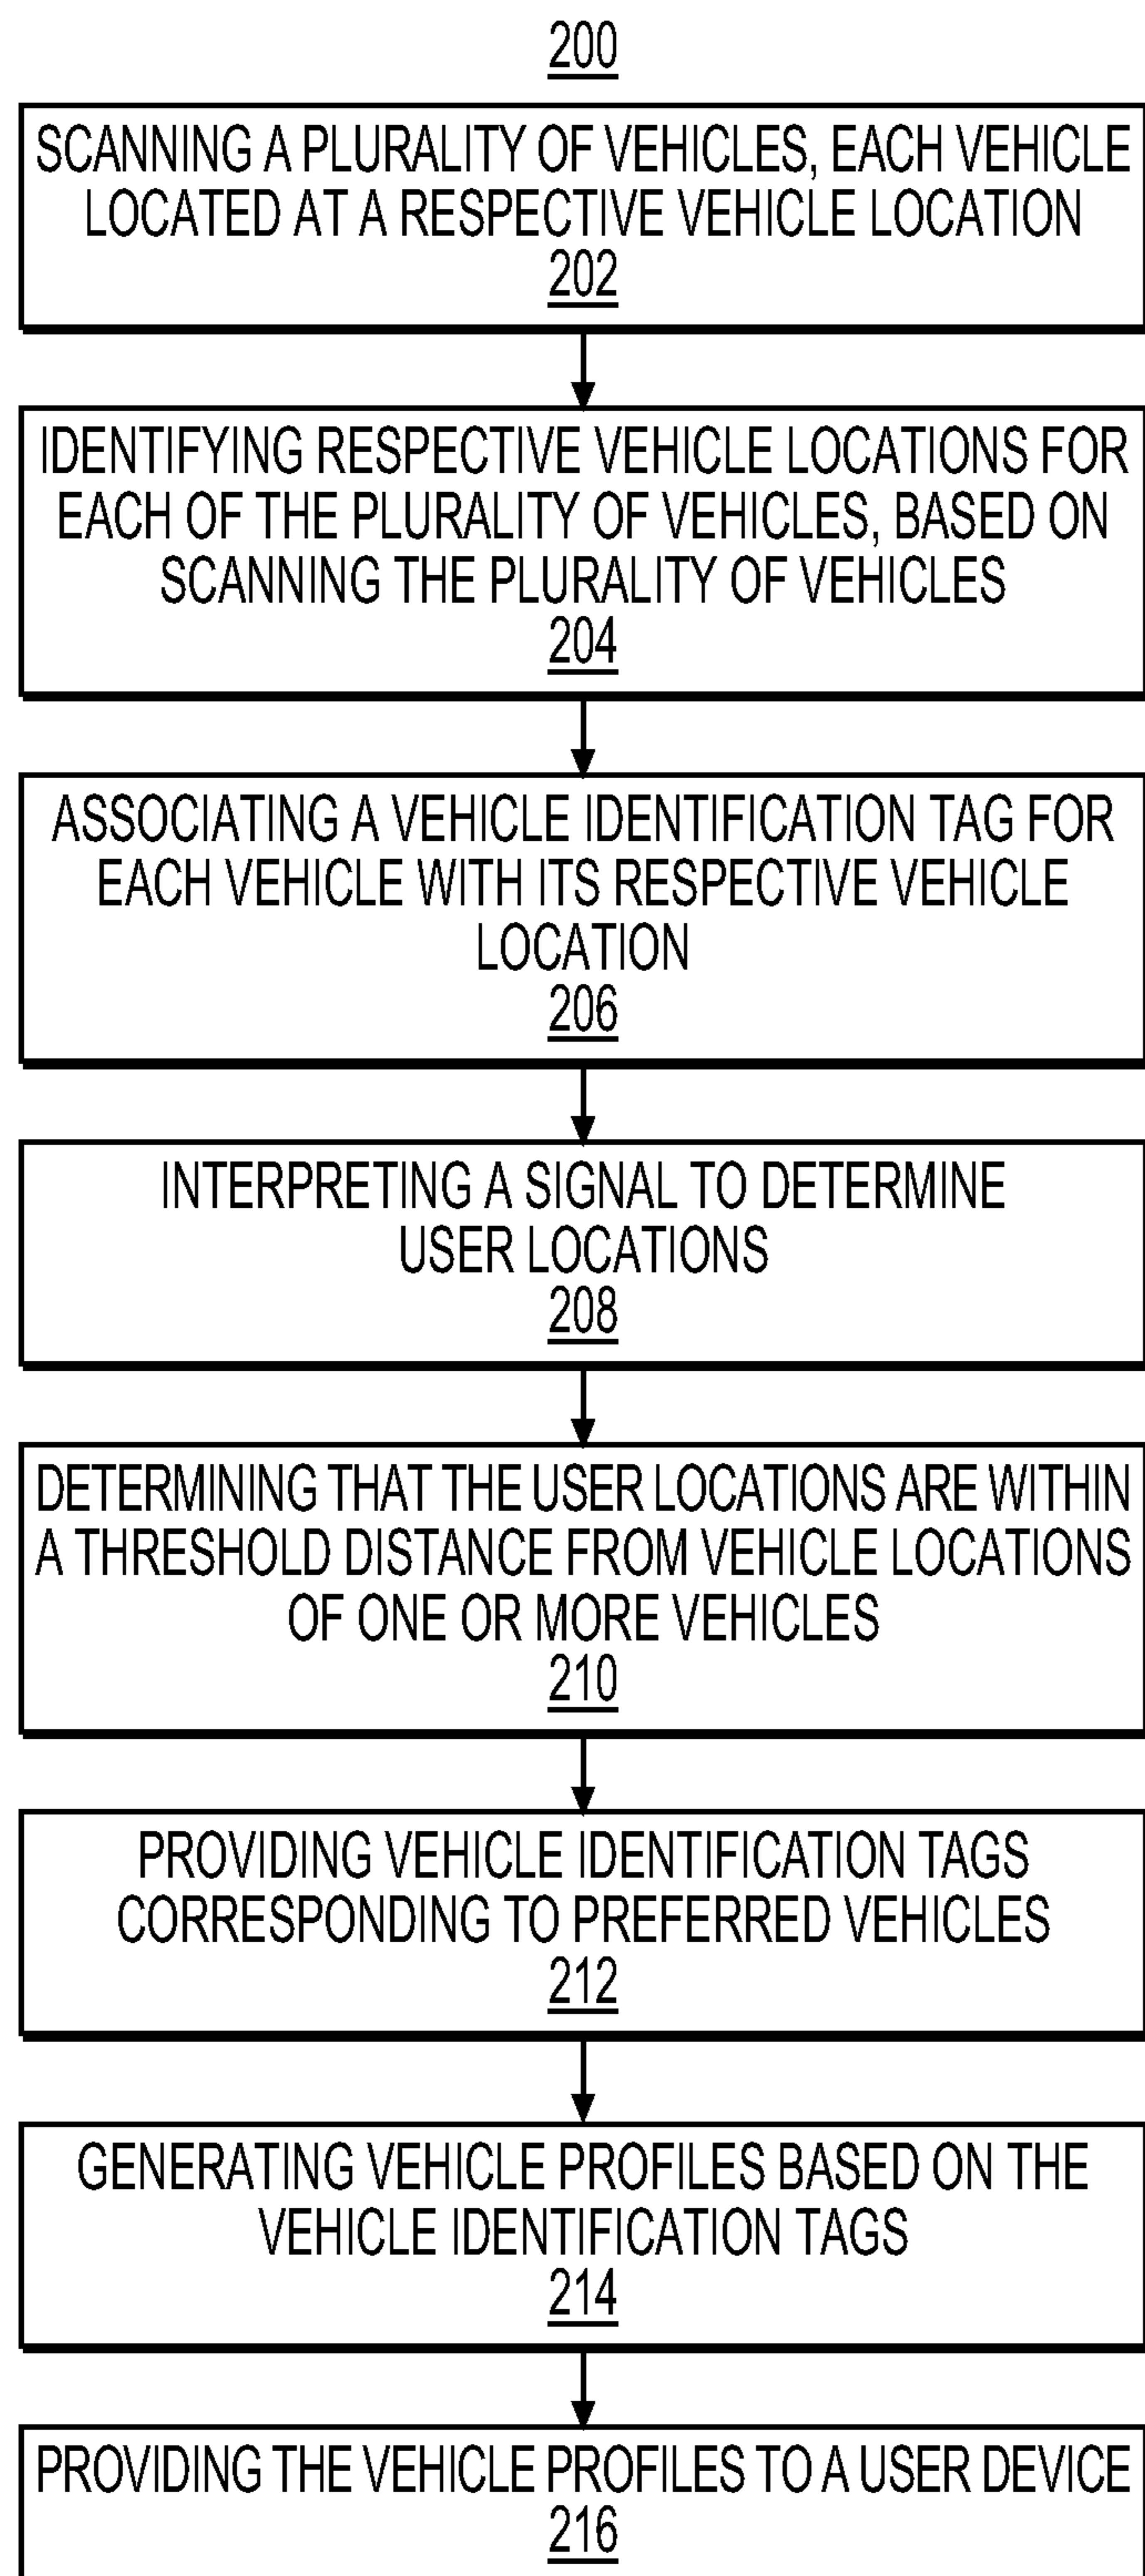 200
SCANNING A PLURALITY OF VEHICLES, EACH VEHICLE
LOCATED AT A RESPECTIVE VEHICLE LOCATION
202
IDENTIFYING RESPECTIVE VEHICLE LOCATIONS FOR
EACH OF THE PLURALITY OF VEHICLES, BASED ON
SCANNING THE PLURALITY OF VEHICLES
204
ASSOCIATING A VEHICLE IDENTIFICATION TAG FOR
EACH VEHICLE WITH ITS RESPECTIVE VEHICLE
LOCATION
206
INTERPRETING A SIGNAL TO DETERMINE
USER LOCATIONS
208
DETERMINING THAT THE USER LOCATIONS ARE WITHIN
A THRESHOLD DISTANCE FROM VEHICLE LOCATIONS
OF ONE OR MORE VEHICLES
210
PROVIDING VEHICLE IDENTIFICATION TAGS
CORRESPONDING TO PREFERRED VEHICLES
212
GENERATING VEHICLE PROFILES BASED ON THE
VEHICLE IDENTIFICATION TAGS
214
PROVIDING THE VEHICLE PROFILES TO A USER DEVICE
216